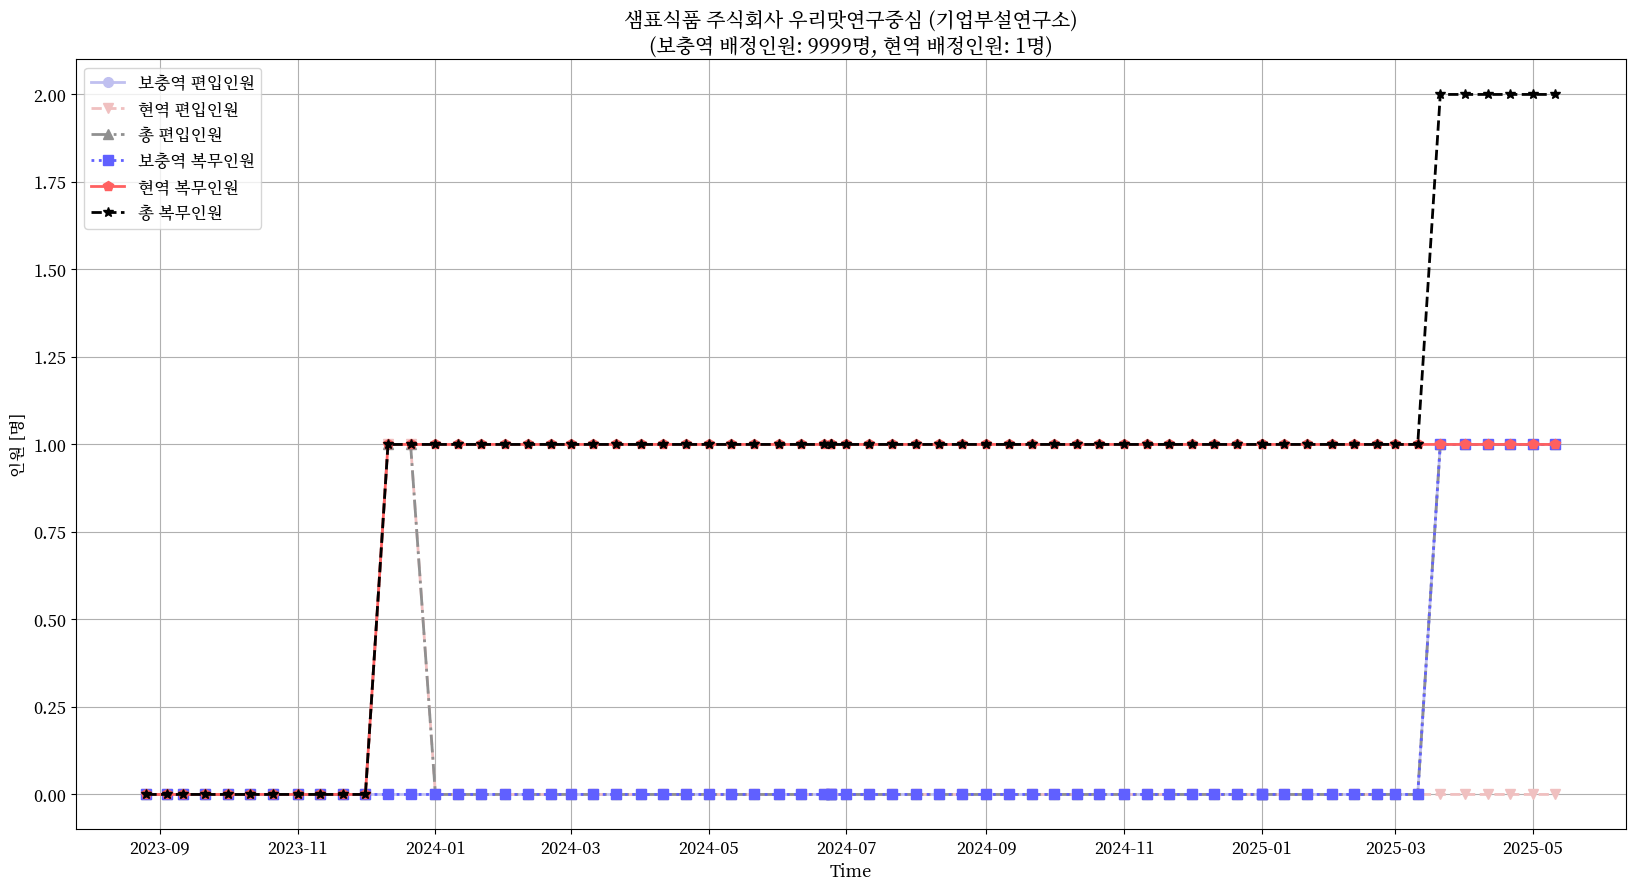 샘표식품 주식회사 우리맛연구중심 (기업부설연구소)
(보충역 배정인원: 9999명, 현역 배정인원: 1명)
보충역 편입인원
현역 편입인원
총 편입인원
보충역 복무인원
현역 복무인원
총 복무인원
2.00
1.75
1.50
1.25
1.00
0.75
0.50
0.25
0.00
인원 [명]
2023-09 2023-11 2024-01 2024-03 2024-05 2024-07 2024-09 2024-11 2025-01 2025-03 2025-05
Time